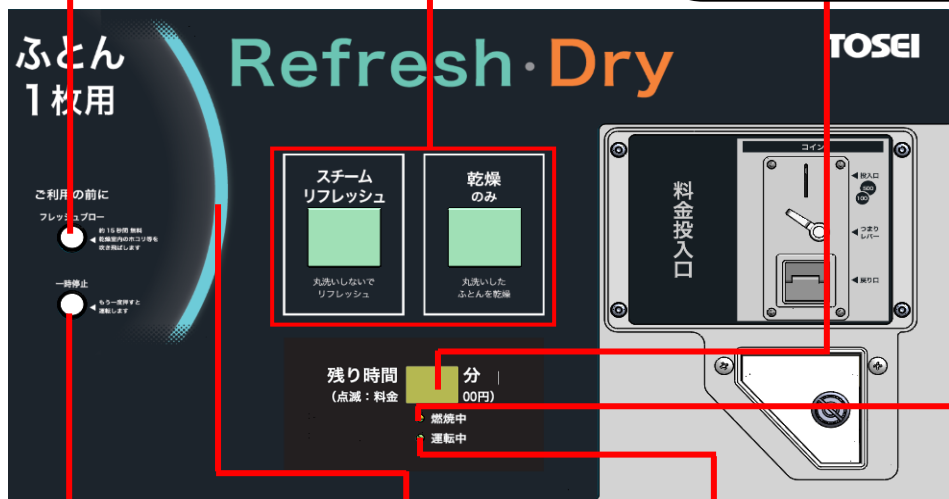 ふとん
1枚用
Refresh・Dry
TOSEI
ご利用の前に
フレッシュブロー
約15秒間 無料
乾燥室内のホコリ等を
吹き飛ばします
一時停止
もう一度押すと
運転します
スチーム
リフレッシュ
丸洗いしないで
リフレッシュ
乾燥
のみ
丸洗いした
ふとんを乾燥
残り時間 分
(点滅:料金 00円)
燃焼中
運転中
料金投入口
コイン
投入口
500
100
つまり
レバー
戻り口